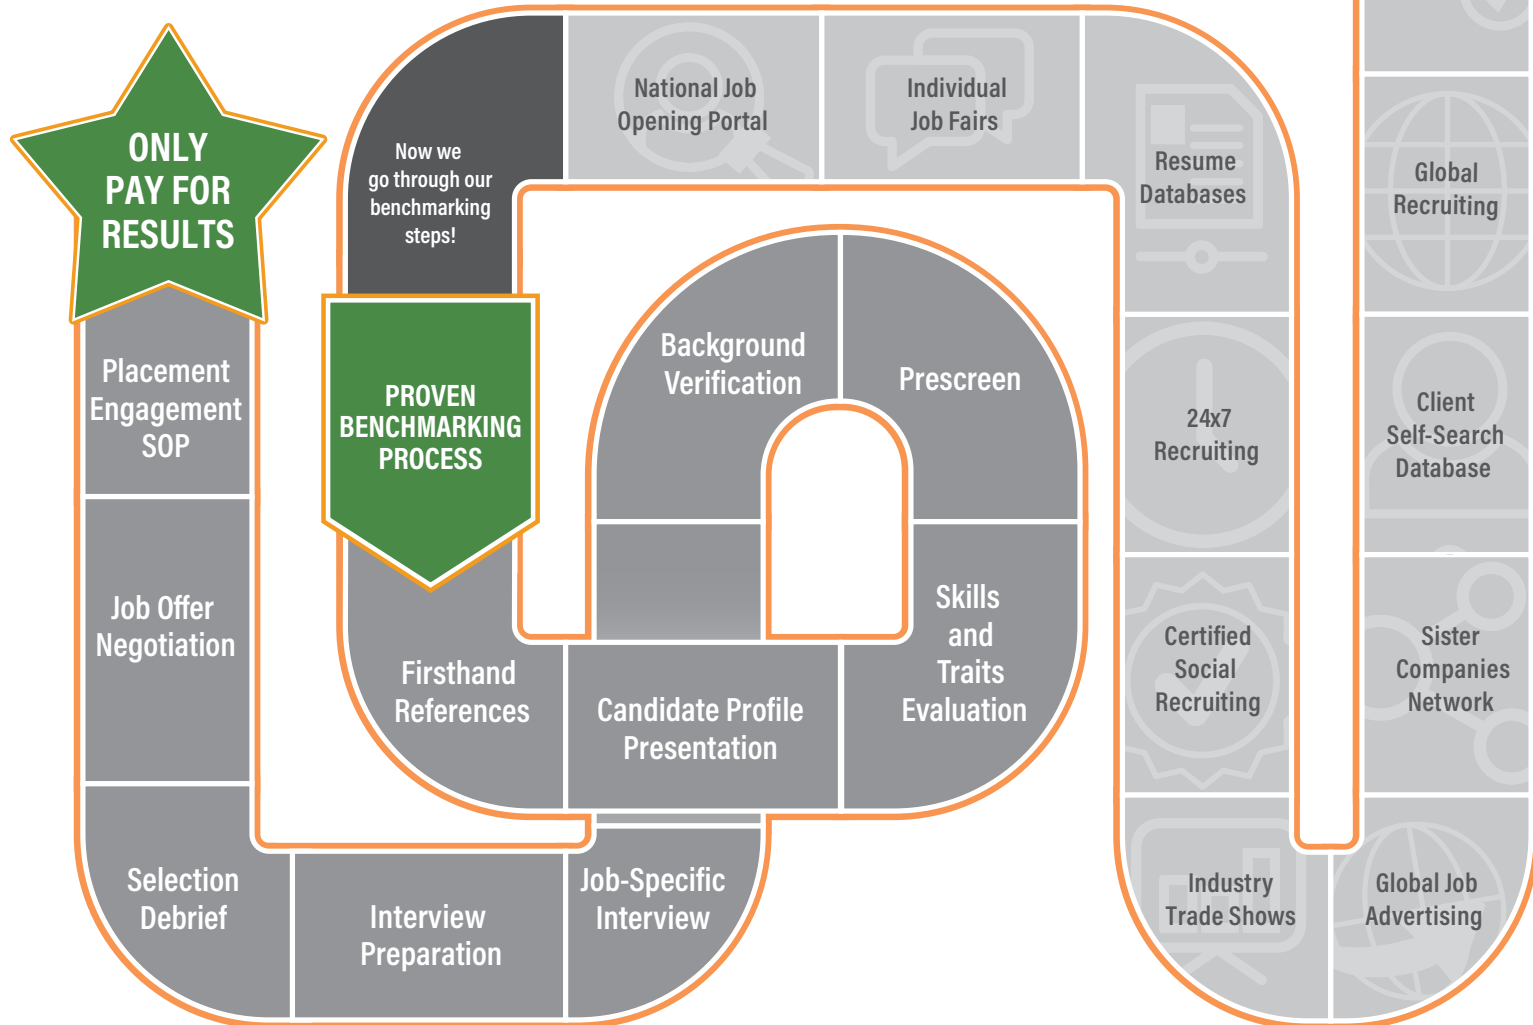 Global
Recruiting
Client
Self-Search
Database
Sister
Companies
Network
Global Job
Advertising
Industry
Trade Shows
Certified
Social
Recruiting
24x7
Recruiting
Resume
Databases
Individual
Job Fairs
National Job
Opening Portal
Now we
go through our
benchmarking
steps!
PROVEN
BENCHMARKING
PROCESS
Firsthand
References
Candidate Profile
Presentation
Skills
and
Traits
Evaluation
Prescreen
Background
Verification
Job-Specific
Interview
Interview
Preparation
Selection
Debrief
Job Offer
Negotiation
Placement
Engagement
SOP
ONLY
PAY FOR
RESULTS